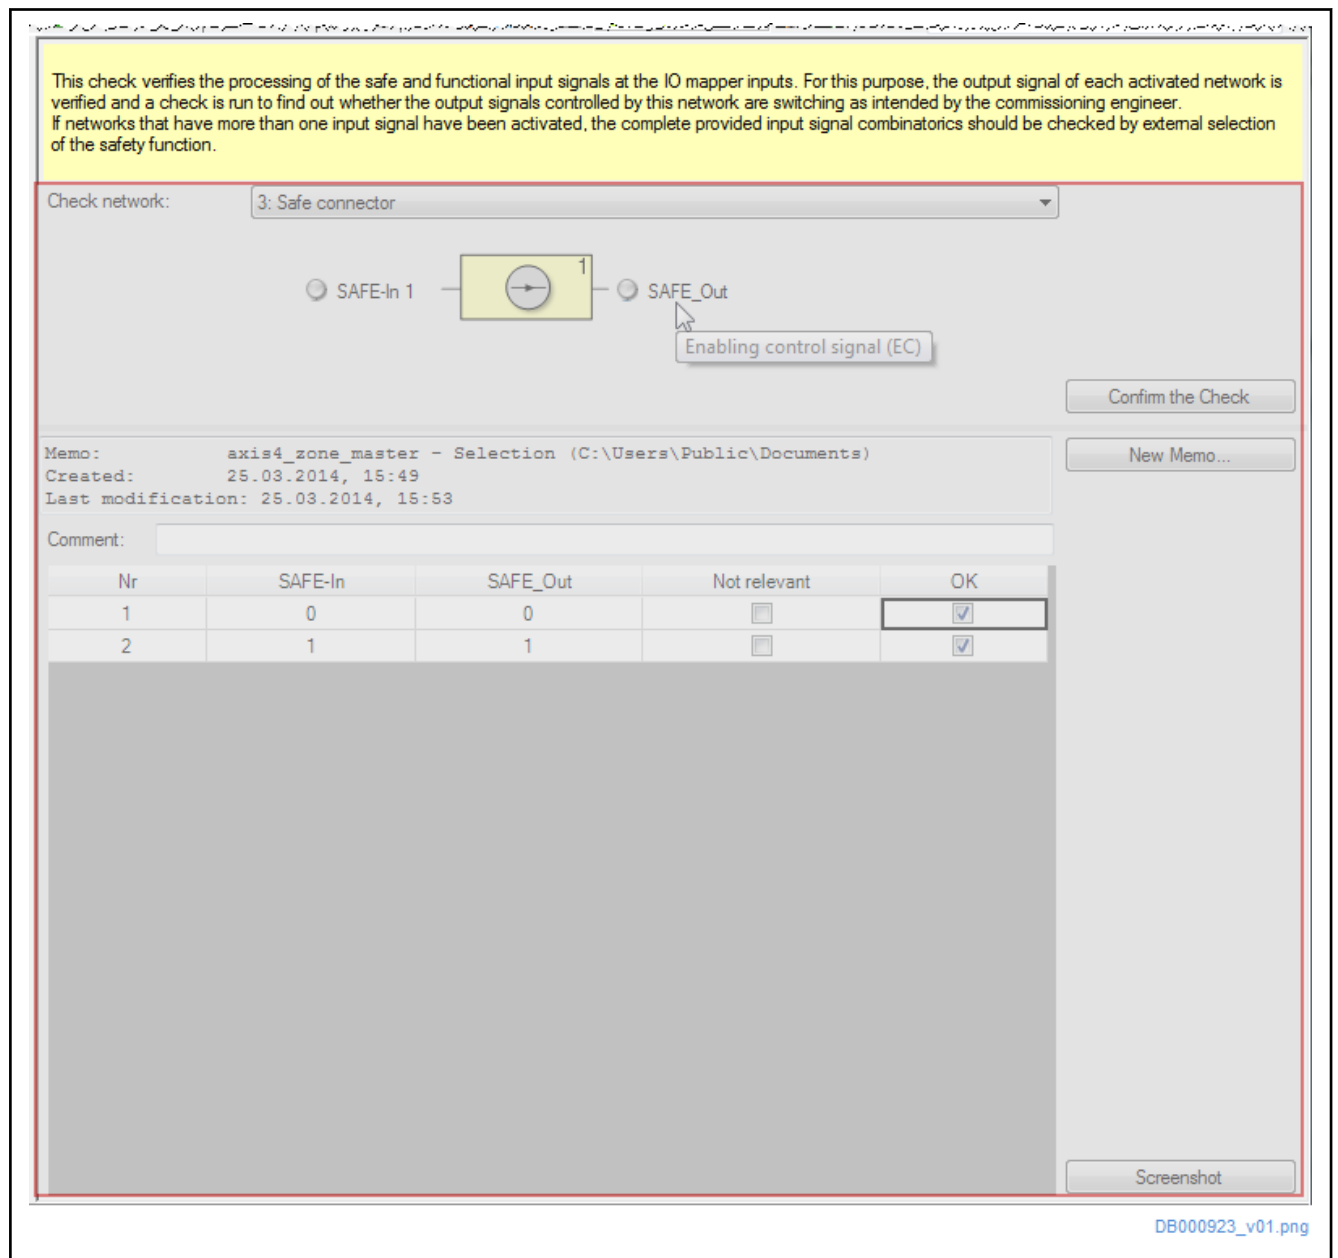 This check verifies the processing of the safe and functional input signals at the IO mapper inputs. For this purpose, the output signal of each activated network is
verified and a check is run to find out whether the output signals controlled by this network are switching as intended by the commissioning engineer.
If networks that have more than one input signal have been activated, the complete provided input signal combinatorics should be checked by external selection
of the safety function.
Check network: 3: Safe connector
1
SAFE-In 1 SAFE_Out
Enabling control signal (EC)
Confirm the Check
Memo: axis4_zone_master - Selection (C:\Users\Public\Documents)
New Memo...
Created: 25.03.2014, 15:49
Last modification: 25.03.2014, 15:53
Comment:
Nr SAFE-In SAFE_Out Not relevant OK
1 0 0
2 1 1
Screenshot
DB000923_v01.png